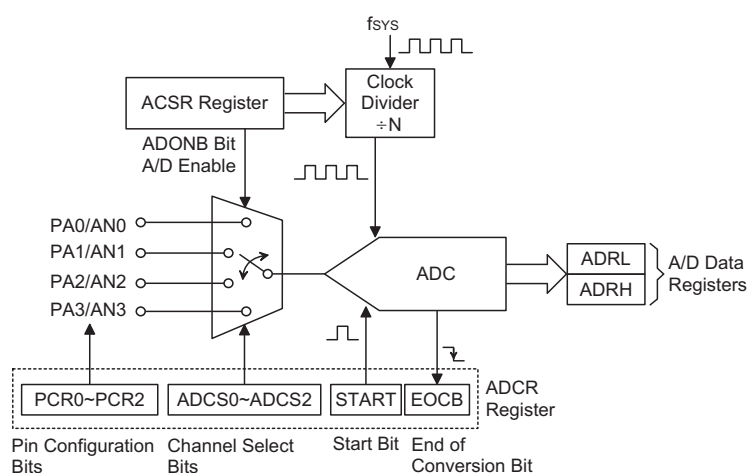 fSYS
Clock
Divider
÷N
ACSR Register
ADONB Bit
A/D Enable
PA0/AN0
PA1/AN1
PA2/AN2
PA3/AN3
ADC
ADRL
ADRH
A/D Data
Registers
PCR0~PCR2
ADCS0~ADCS2
START
EOCB
ADCR
Register
Pin Configuration
Bits
Channel Select
Bits
Start Bit
End of
Conversion Bit